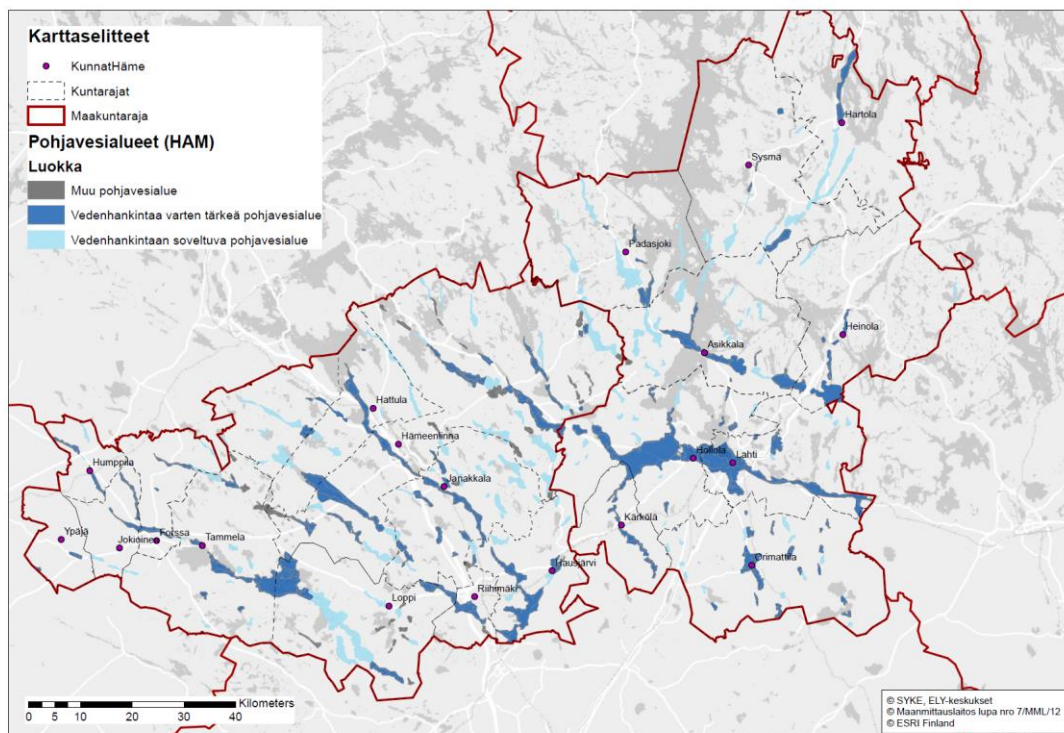 Karttaselitteet
KunnatHäme
Kuntarajat
Maakuntaraja
Pohjavesialueet (HAM)
Luokka
Muu pohjavesialue
Vedenhankintaa varten tärkeä pohjavesialue
Vedenhankintaan soveltuva pohjavesialue
Hartola
Sysmä
Padasjoki
Heinola
Asikkala
Hattula
Hämeenlinna
Hollola
Lahti
Humppila
Janakkala
Kärkölä
Ypäjä
Jokioinen
Forssa
Tammela
Hausjärvi
Orimattila
Loppi
Riihimäki
Kilometers
0 5 10 20 30 40
© SYKE, ELY-keskukset
© Maanmittauslaitos lupa nro 7/MML/12
© ESRI Finland